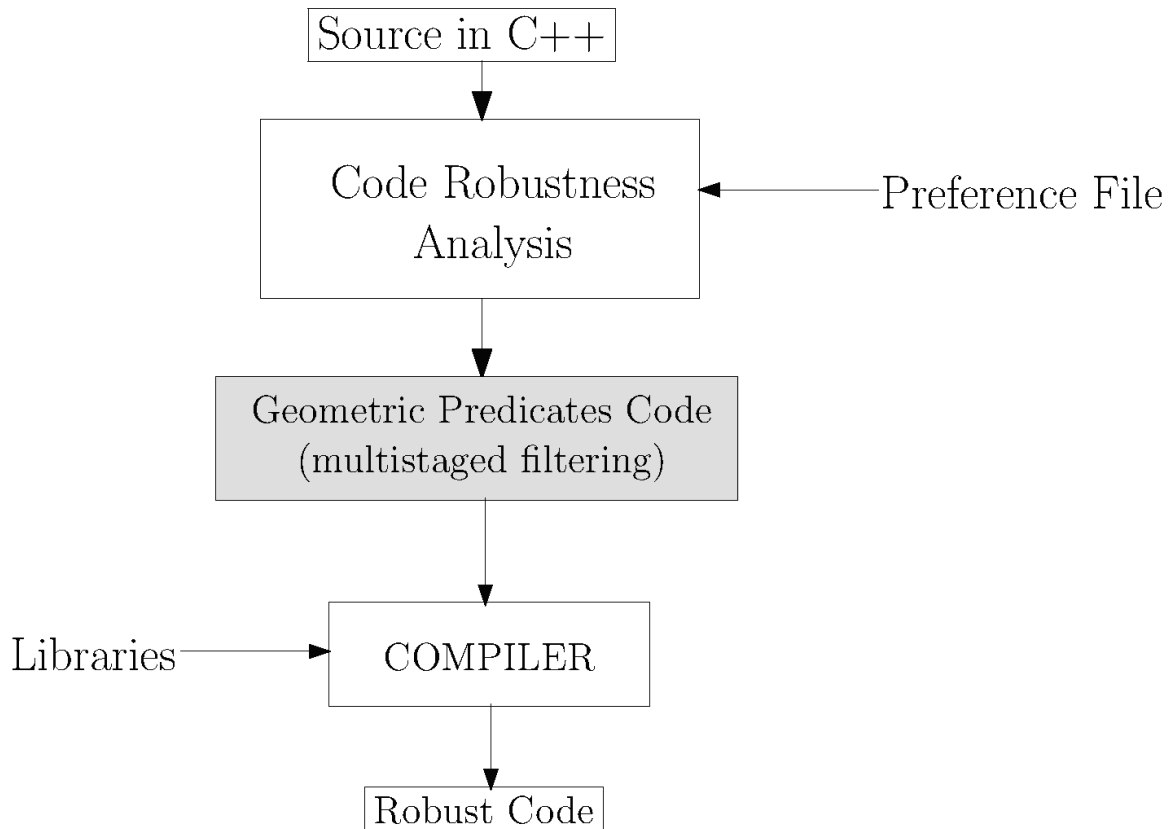 Source in C++
Code Robustness
Analysis
Preference File
Geometric Predicates Code
(multistaged filtering)
Libraries
COMPILER
Robust Code